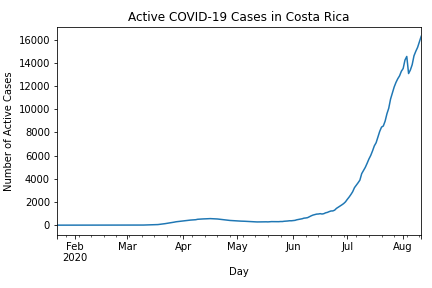 Active COVID-19 Cases in Costa Rica
16000
14000
12000
10000
8000
6000
4000
2000
0
Number of Active Cases
Feb Mar Apr May Jun Jul Aug
2020
Day